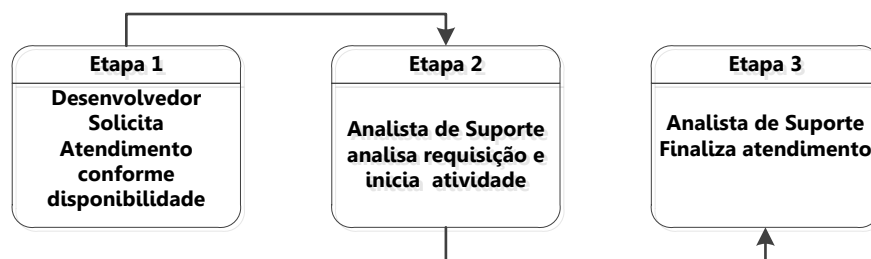 Etapa 1
Desenvolvedor
Solicita
Atendimento
conforme
disponibilidade
Etapa 2
Analista de Suporte
analisa requisição e
inicia atividade
Etapa 3
Analista de Suporte
Finaliza atendimento